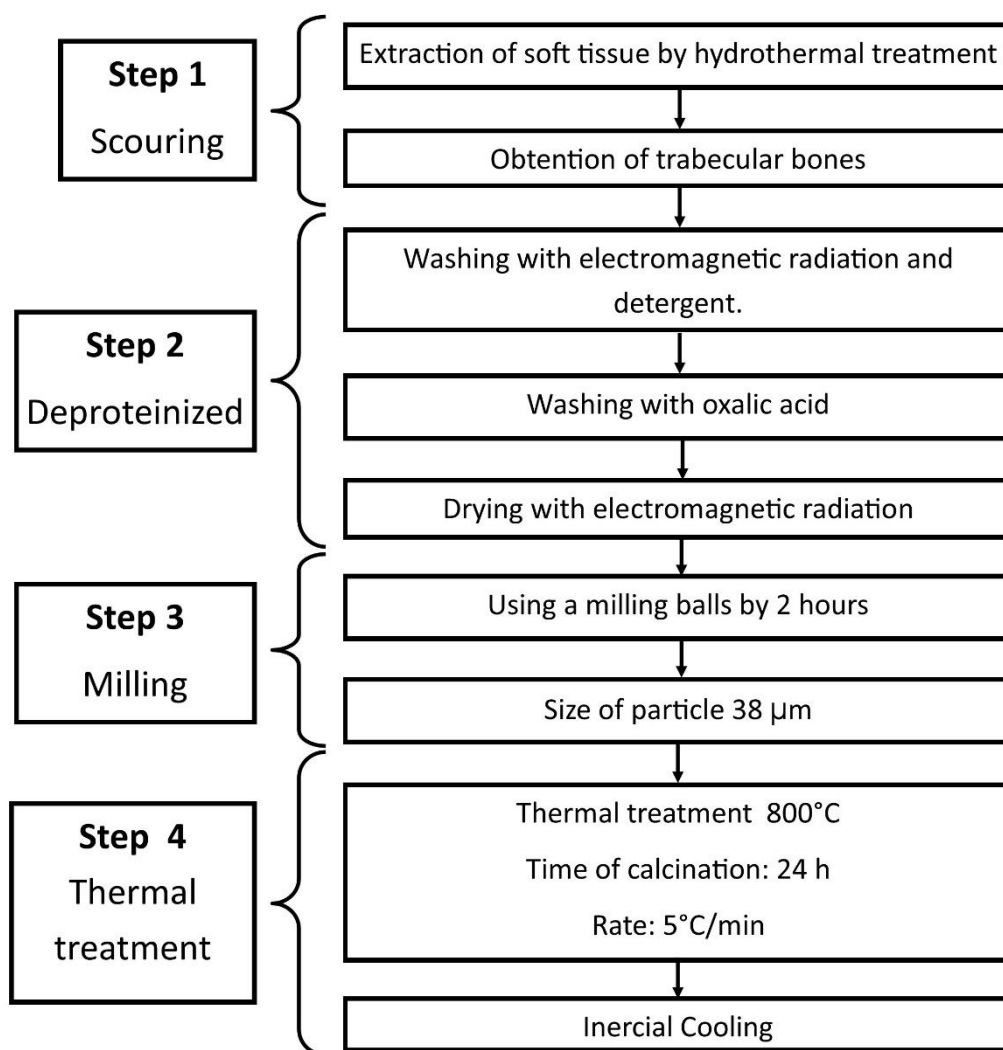 Step 1
Scouring
Extraction of soft tissue by hydrothermal treatment
Obtention of trabecular bones
Step 2
Deproteinized
Washing with electromagnetic radiation and
detergent.
Washing with oxalic acid
Drying with electromagnetic radiation
Step 3
Milling
Using a milling balls by 2 hours
Size of particle 38 µm
Step 4
Thermal
treatment
Thermal treatment 800°C
Time of calcination: 24 h
Rate: 5°C/min
Inercial Cooling